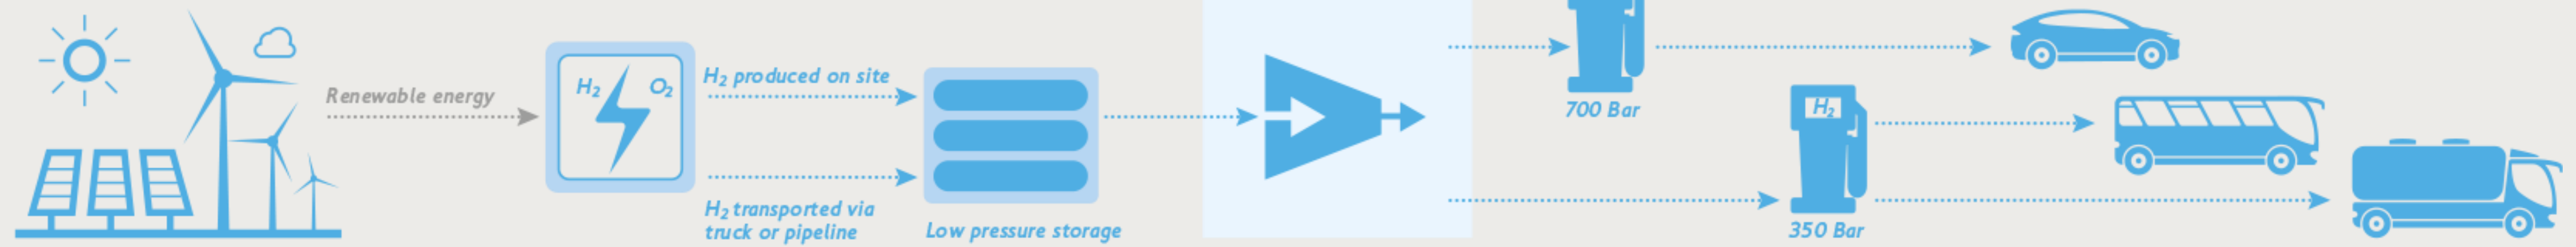 Renewable energy
H₂ O₂
H₂ produced on site
H₂ transported via
truck or pipeline
Low pressure storage
700 Bar
H₂
350 Bar